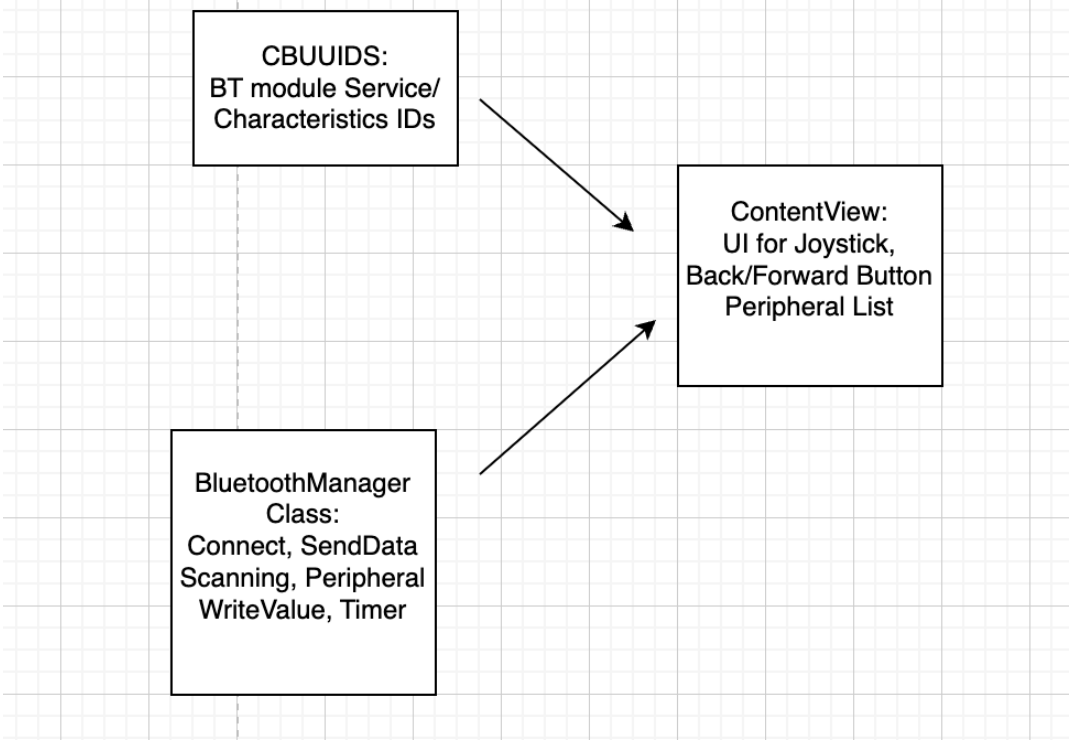 CBUUIDS:
BT module Service/
Characteristics IDs
ContentView:
UI for Joystick,
Back/Forward Button
Peripheral List
BluetoothManager
Class:
Connect, SendData
Scanning, Peripheral
WriteValue, Timer